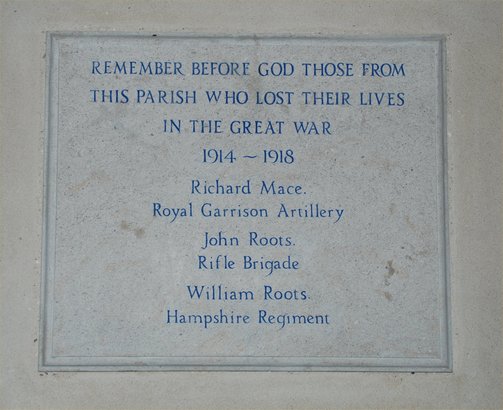 REMEMBER BEFORE GOD THOSE FROM
THIS PARISH WHO LOST THEIR LIVES
IN THE GREAT WAR
1914 ~ 1918
Richard Mace.
Royal Garrison Artillery
John Roots.
Rifle Brigade
William Roots.
Hampshire Regiment